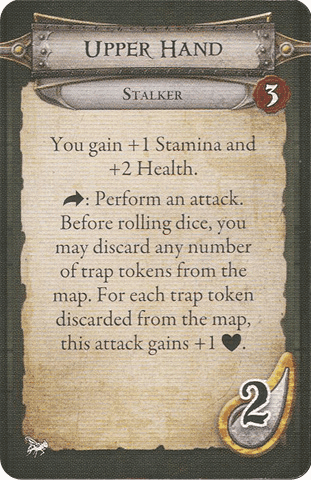 UPPER HAND
STALKER
3
You gain +1 Stamina and
+2 Health.
: Perform an attack.
Before rolling dice, you
may discard any number
of trap tokens from the
map. For each trap token
discarded from the map,
this attack gains +1 ♥.
2